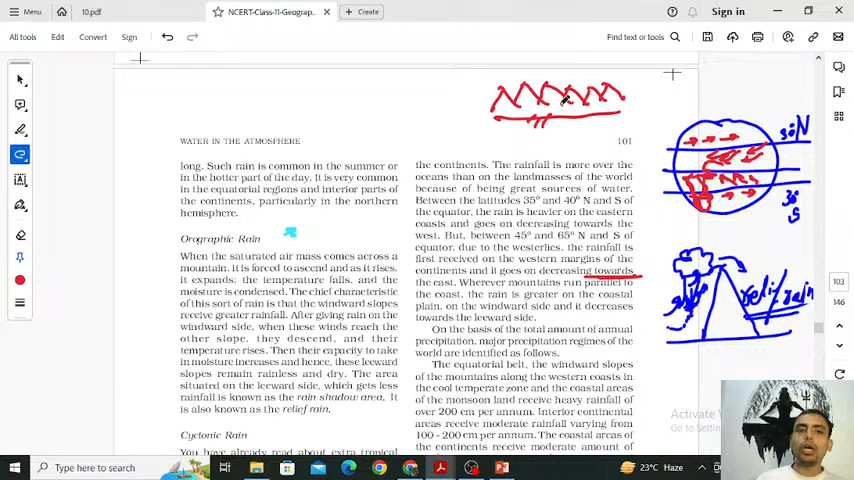 Menu
10.pdf
NCERT-Class-11-Geograp...
Create
Sign in
All tools
Edit
Convert
Sign
Find text or tools
WATER IN THE ATMOSPHERE
101
long. Such rain is common in the summer or
in the hotter part of the day. It is very common
in the equatorial regions and interior parts of
the continents, particularly in the northern
hemisphere.
Orographic Rain
When the saturated air mass comes across a
mountain, it is forced to ascend and as it rises,
it expands; the temperature falls, and the
moisture is condensed. The chief characteristic
of this sort of rain is that the windward slopes
receive greater rainfall. After giving rain on the
windward side, when these winds reach the
other slope, they descend, and their
temperature rises. Then their capacity to take
in moisture increases and hence, these leeward
slopes remain rainless and dry. The area
situated on the leeward side, which gets less
rainfall is known as the rain-shadow area. It
is also known as the relief rain.
Cyclonic Rain
You have already read about extra tropical
the continents. The rainfall is more over the
oceans than on the landmasses of the world
because of being great sources of water.
Between the latitudes 35° and 40° N and S of
the equator, the rain is heavier on the eastern
coasts and goes on decreasing towards the
west. But, between 45° and 65° N and S of
equator, due to the westerlies, the rainfall is
first received on the western margins of the
continents and it goes on decreasing towards
the east. Wherever mountains run parallel to
the coast, the rain is greater on the coastal
plain, on the windward side and it decreases
towards the leeward side.
On the basis of the total amount of annual
precipitation, major precipitation regimes of the
world are identified as follows.
The equatorial belt, the windward slopes
of the mountains along the western coasts in
the cool temperate zone and the coastal areas
of the monsoon land receive heavy rainfall of
over 200 cm per annum. Interior continental
areas receive moderate rainfall varying from
100 - 200 cm per annum. The coastal areas of
the continents receive moderate amount of
30°N
30°
S
rain
103
146
Activate
Go to Setting
Type here to search
23°C Haze